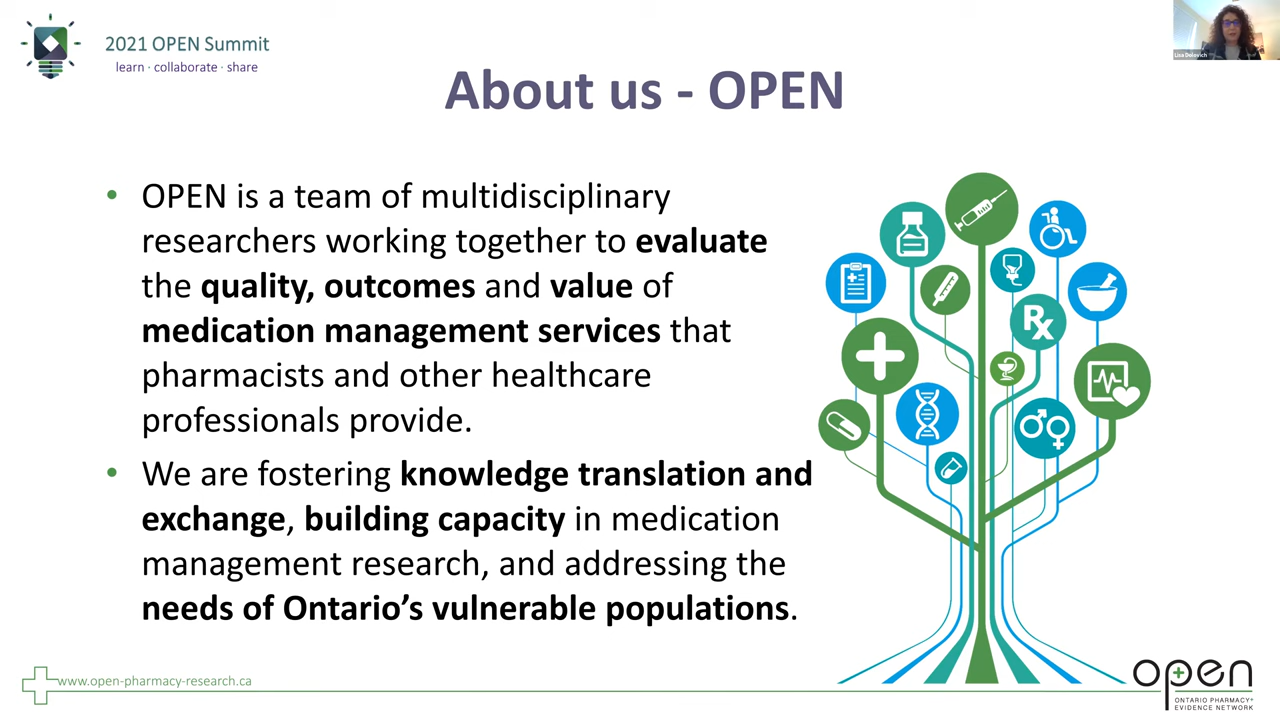 2021 OPEN Summit
learn · collaborate · share
Lisa Dolovich
About us - OPEN
• OPEN is a team of multidisciplinary
researchers working together to evaluate
the quality, outcomes and value of
medication management services that
pharmacists and other healthcare
professionals provide.
• We are fostering knowledge translation and
exchange, building capacity in medication
management research, and addressing the
needs of Ontario’s vulnerable populations.
Rx
www.open-pharmacy-research.ca
open
ONTARIO PHARMACY
EVIDENCE NETWORK